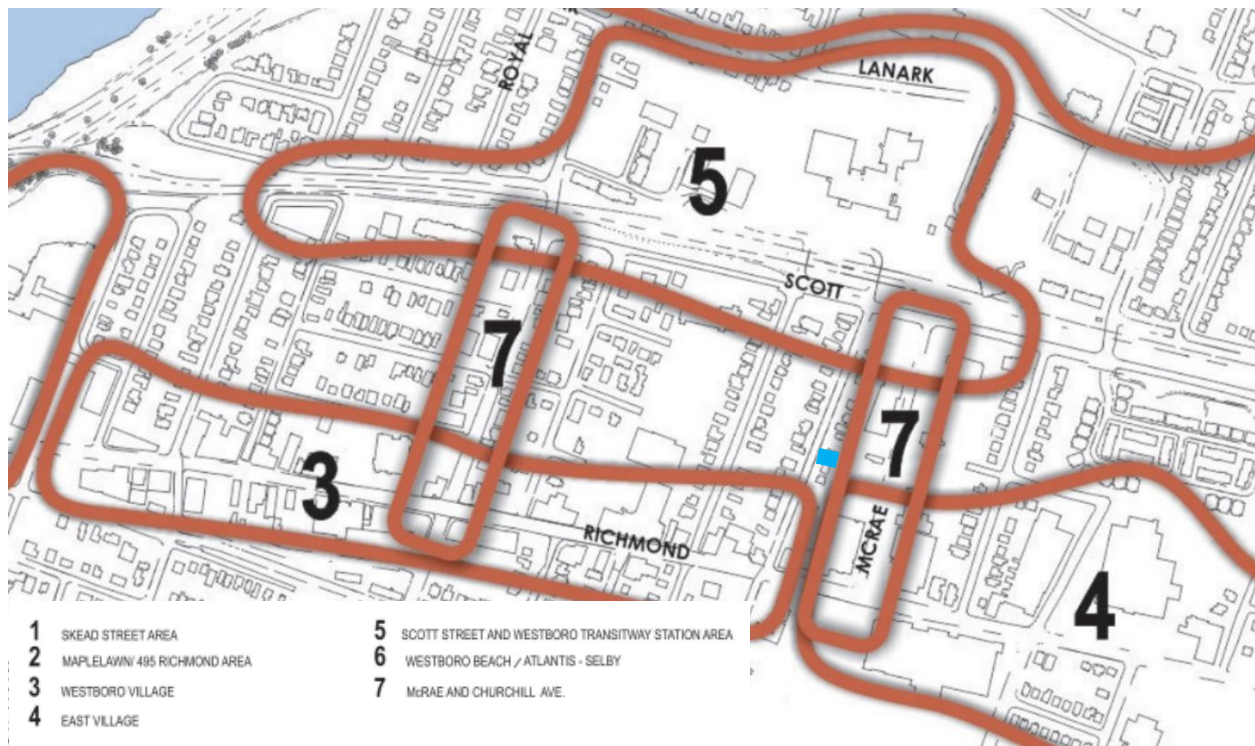 ROYAL
LANARK
5
SCOTT
7
7
3
RICHMOND
MCRAE
4
1 SKEAD STREET AREA
2 MAPLELAWN/ 495 RICHMOND AREA
3 WESTBORO VILLAGE
4 EAST VILLAGE
5 SCOTT STREET AND WESTBORO TRANSITWAY STATION AREA
6 WESTBORO BEACH / ATLANTIS - SELBY
7 McRAE AND CHURCHILL AVE.